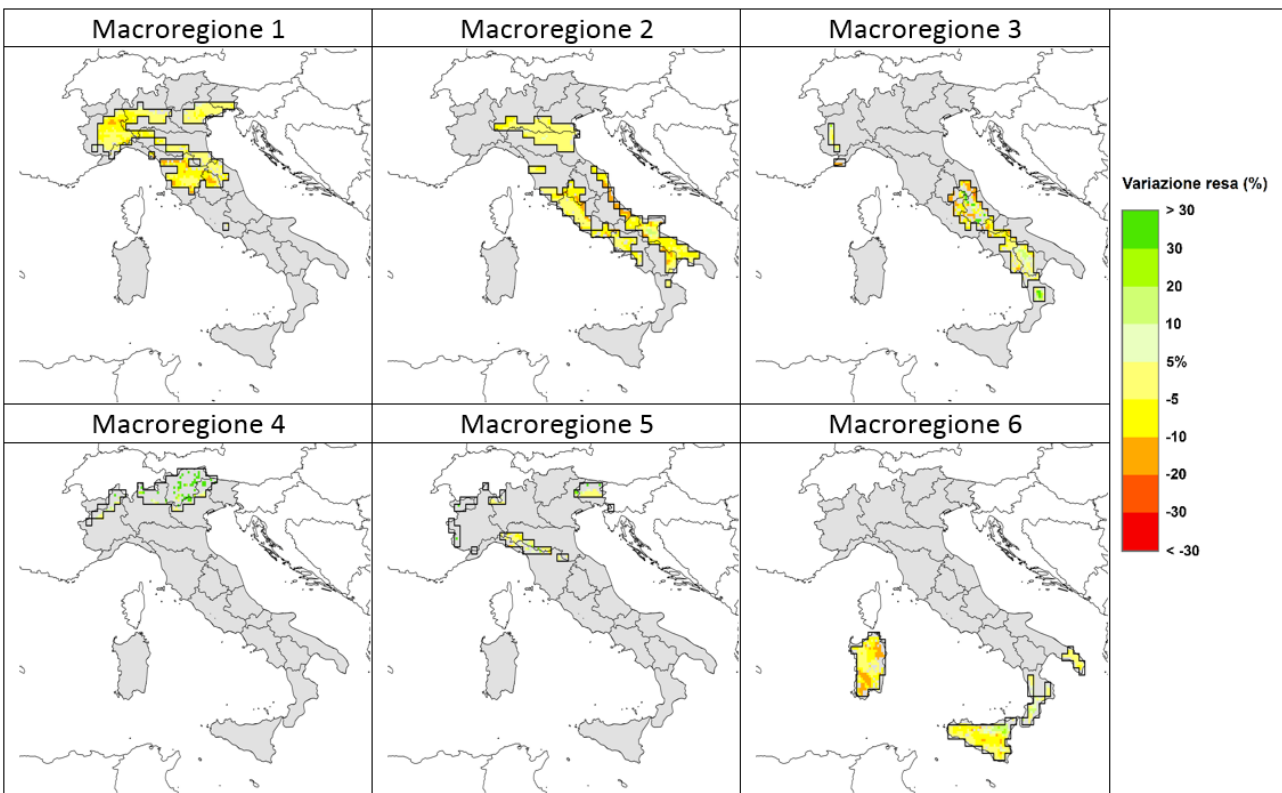 Macroregione 1
Macroregione 2
Macroregione 3
Variazione resa (%)
> 30
30
20
10
5%
-5
-10
-20
-30
< -30
Macroregione 4
Macroregione 5
Macroregione 6